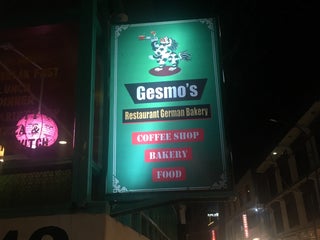 Gesmo's
Restaurant German Bakery
COFFEE SHOP
BAKERY
FOOD